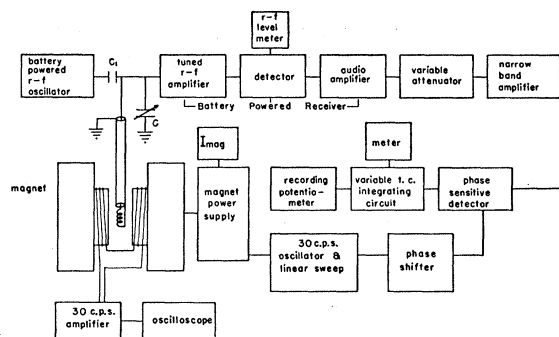 r-f
level
meter
battery
powered
r-f
oscillator
C₁
tuned
r-f
amplifier
detector
audio
amplifier
variable
attenuator
narrow
band
amplifier
Battery Powered Receiver
C
magnet
Imag
magnet
power
supply
meter
recording
potentio-
meter
variable t. c.
integrating
circuit
phase
sensitive
detector
30 c.p.s.
oscillator &
linear sweep
phase
shifter
30 c.p.s.
amplifier
oscilloscope